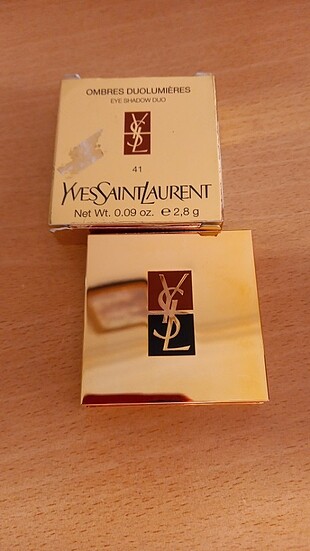 OMBRES DUOLUMIÈRES
EYE SHADOW DUO
YSL
41
YVESSAINTLAURENT
Net Wt. 0.09 oz. ℮ 2,8 g
YSL